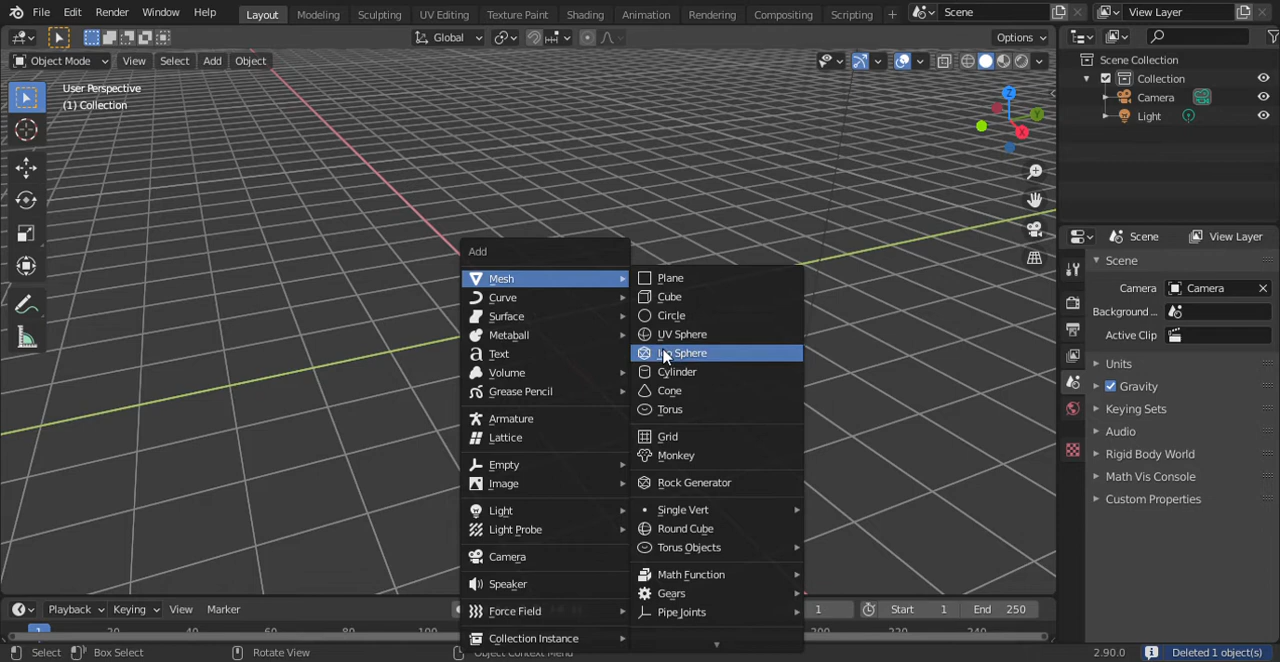 File Edit Render Window Help Layout Modeling Sculpting UV Editing Texture Paint Shading Animation Rendering Compositing Scripting + Scene View Layer
Global Options
Object Mode View Select Add Object
User Perspective
(1) Collection
Z
Y
X
Scene Collection
Collection
Camera
Light
Scene View Layer
Scene
Camera Camera
Background ...
Active Clip
Units
Gravity
Keying Sets
Audio
Rigid Body World
Math Vis Console
Custom Properties
Add
Mesh
Curve
Surface
Metaball
Text
Volume
Grease Pencil
Armature
Lattice
Empty
Image
Light
Light Probe
Camera
Speaker
Force Field
Collection Instance
Plane
Cube
Circle
UV Sphere
Sphere
Cylinder
Cone
Torus
Grid
Monkey
Rock Generator
Single Vert
Round Cube
Torus Objects
Math Function
Gears
Pipe Joints
Playback Keying View Marker 1 Start 1 End 250
1
Select Box Select Rotate View Object Context Menu 2.90.0 Deleted 1 object(s)